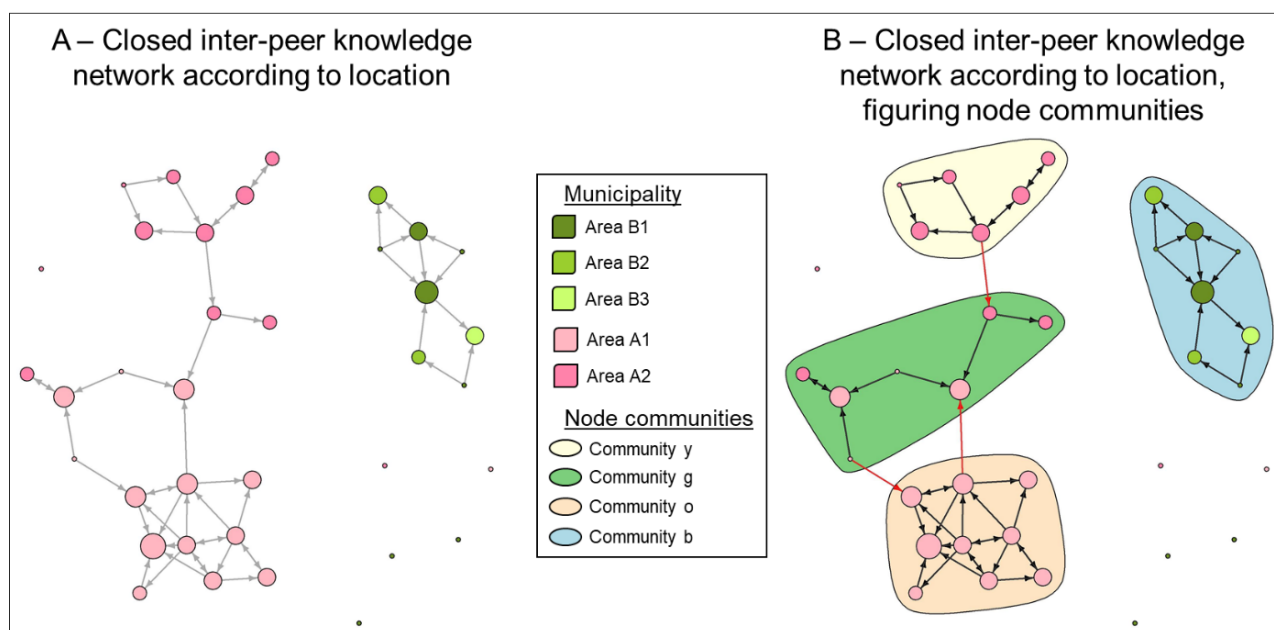 A – Closed inter-peer knowledge
network according to location
B – Closed inter-peer knowledge
network according to location,
figuring node communities
Municipality
Area B1
Area B2
Area B3
Area A1
Area A2
Node communities
Community y
Community g
Community o
Community b